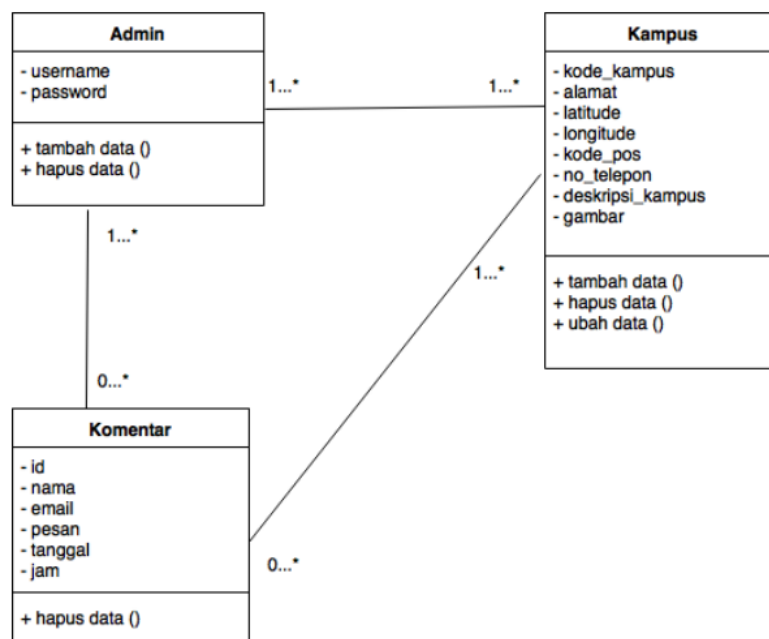 Admin
- username
- password
+ tambah data ()
+ hapus data ()
1...*
1...*
Kampus
- kode_kampus
- alamat
- latitude
- longitude
- kode_pos
- no_telepon
- deskripsi_kampus
- gambar
+ tambah data ()
+ hapus data ()
+ ubah data ()
1...*
1...*
0...*
0...*
Komentar
- id
- nama
- email
- pesan
- tanggal
- jam
+ hapus data ()